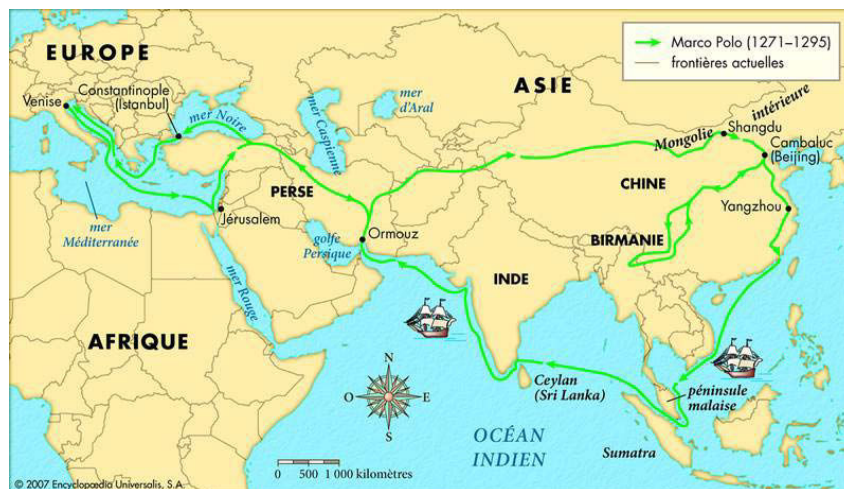 EUROPE
Marco Polo (1271–1295)
frontières actuelles
Constantinople
(Istanbul)
Venise
mer Noire
mer Caspienne
mer
d'Aral
ASIE
Mongolie intérieure
Shangdu
Cambaluc
(Beijing)
PERSE
CHINE
Jérusalem
Yangzhou
mer
Méditerranée
golfe
Persique
Ormouz
BIRMANIE
mer Rouge
INDE
AFRIQUE
N
O
E
S
Ceylan
(Sri Lanka)
péninsule
malaise
Sumatra
OCÉAN
INDIEN
0 500 1 000 kilomètres
© 2007 Encyclopædia Universalis, S.A.